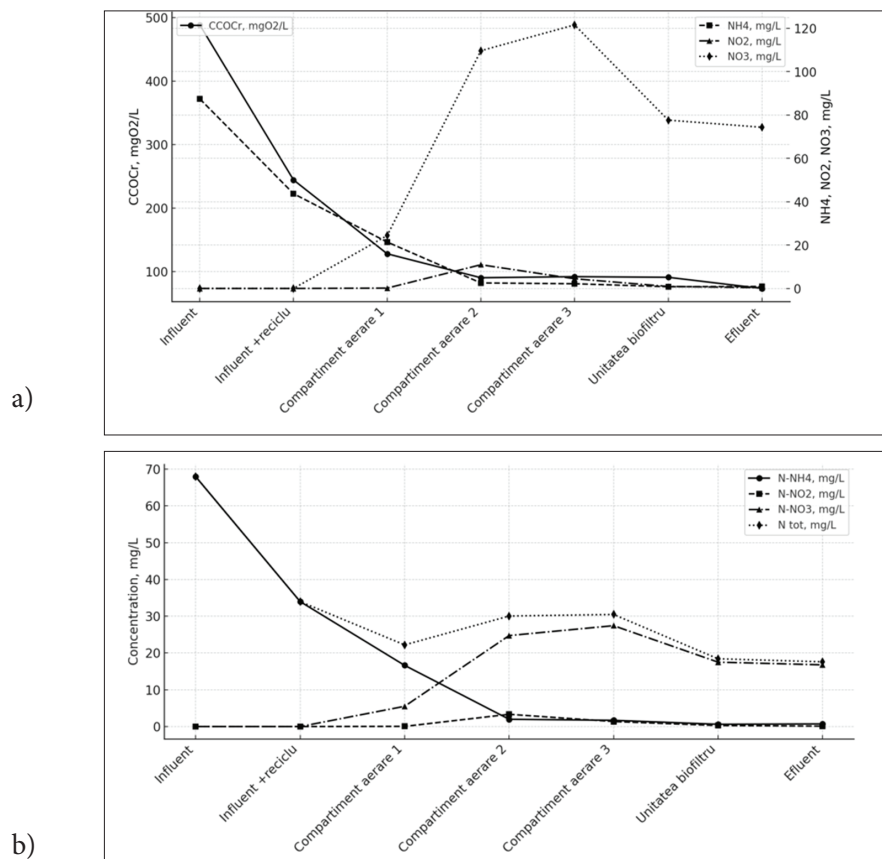 a)
500
400
300
200
100
CCOCr, mgO2/L
CCOCr, mgO2/L
NH4, mg/L
NO2, mg/L
NO3, mg/L
120
100
80
60
40
20
0
NH4, NO2, NO3, mg/L
Influent
Influent +reciclu
Compartiment aerare 1
Compartiment aerare 2
Compartiment aerare 3
Unitatea biofiltru
Efluent
b)
70
60
50
40
30
20
10
0
Concentration, mg/L
N-NH4, mg/L
N-NO2, mg/L
N-NO3, mg/L
N tot, mg/L
Influent
Influent +reciclu
Compartiment aerare 1
Compartiment aerare 2
Compartiment aerare 3
Unitatea biofiltru
Efluent